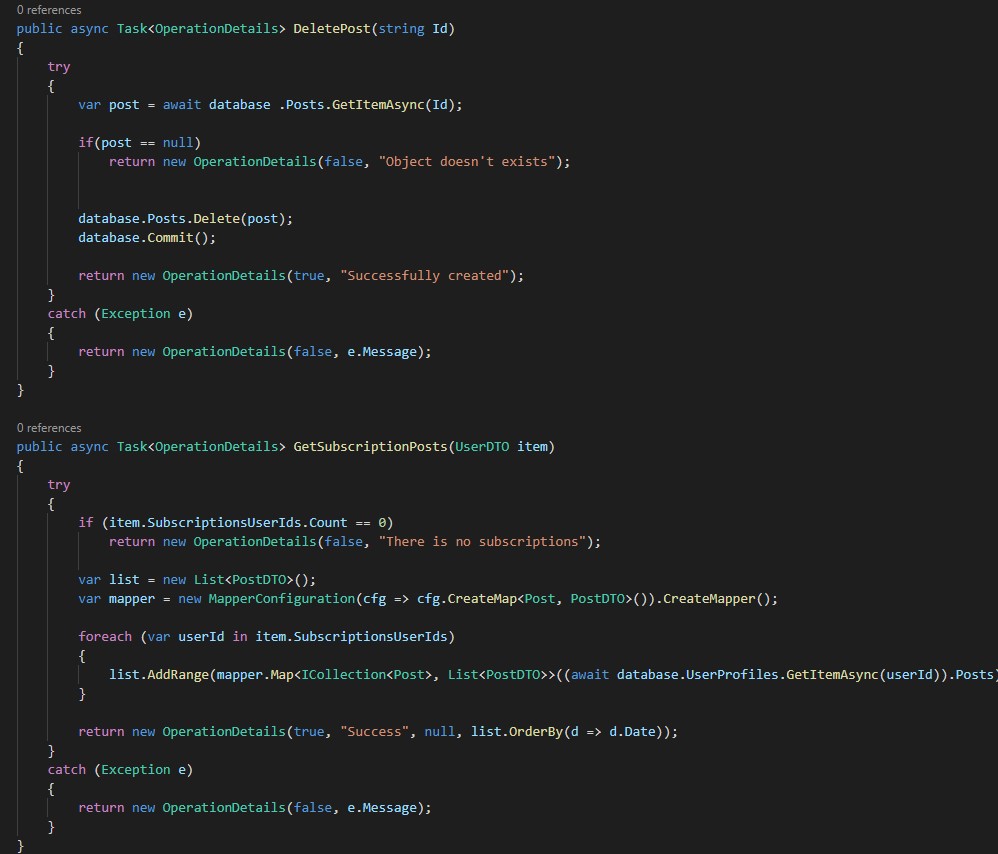 0 references
public async Task<OperationDetails> DeletePost(string Id)
{
try
{
var post = await database .Posts.GetItemAsync(Id);
if(post == null)
return new OperationDetails(false, "Object doesn't exists");
database.Posts.Delete(post);
database.Commit();
return new OperationDetails(true, "Successfully created");
}
catch (Exception e)
{
return new OperationDetails(false, e.Message);
}
}
0 references
public async Task<OperationDetails> GetSubscriptionPosts(UserDTO item)
{
try
{
if (item.SubscriptionsUserIds.Count == 0)
return new OperationDetails(false, "There is no subscriptions");
var list = new List<PostDTO>();
var mapper = new MapperConfiguration(cfg => cfg.CreateMap<Post, PostDTO>()).CreateMapper();
foreach (var userId in item.SubscriptionsUserIds)
{
list.AddRange(mapper.Map<ICollection<Post>, List<PostDTO>>((await database.UserProfiles.GetItemAsync(userId)).Posts)
}
return new OperationDetails(true, "Success", null, list.OrderBy(d => d.Date));
}
catch (Exception e)
{
return new OperationDetails(false, e.Message);
}
}